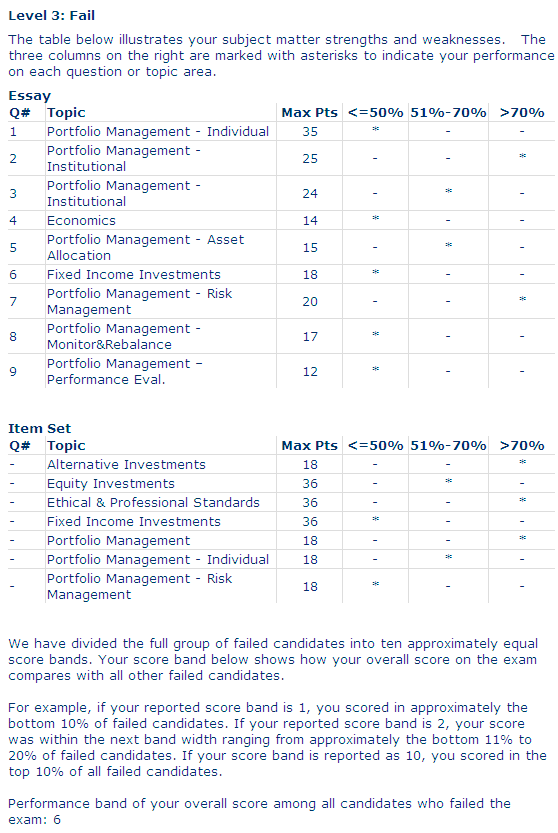 Level 3: Fail
The table below illustrates your subject matter strengths and weaknesses. The
three columns on the right are marked with asterisks to indicate your performance
on each question or topic area.
Essay
Q# Topic Max Pts <=50% 51%-70% >70%
1 Portfolio Management - Individual 35 * - -
2 Portfolio Management - Institutional 25 - - *
3 Portfolio Management - Institutional 24 - * -
4 Economics 14 * - -
5 Portfolio Management - Asset Allocation 15 - * -
6 Fixed Income Investments 18 * - -
7 Portfolio Management - Risk Management 20 - - *
8 Portfolio Management - Monitor&Rebalance 17 * - -
9 Portfolio Management – Performance Eval. 12 * - -
Item Set
Q# Topic Max Pts <=50% 51%-70% >70%
- Alternative Investments 18 - - *
- Equity Investments 36 - * -
- Ethical & Professional Standards 36 - - *
- Fixed Income Investments 36 * - -
- Portfolio Management 18 - - *
- Portfolio Management - Individual 18 - * -
- Portfolio Management - Risk Management 18 * - -
We have divided the full group of failed candidates into ten approximately equal
score bands. Your score band below shows how your overall score on the exam
compares with all other failed candidates.
For example, if your reported score band is 1, you scored in approximately the
bottom 10% of failed candidates. If your reported score band is 2, your score
was within the next band width ranging from approximately the bottom 11% to
20% of failed candidates. If your score band is reported as 10, you scored in the
top 10% of all failed candidates.
Performance band of your overall score among all candidates who failed the
exam: 6